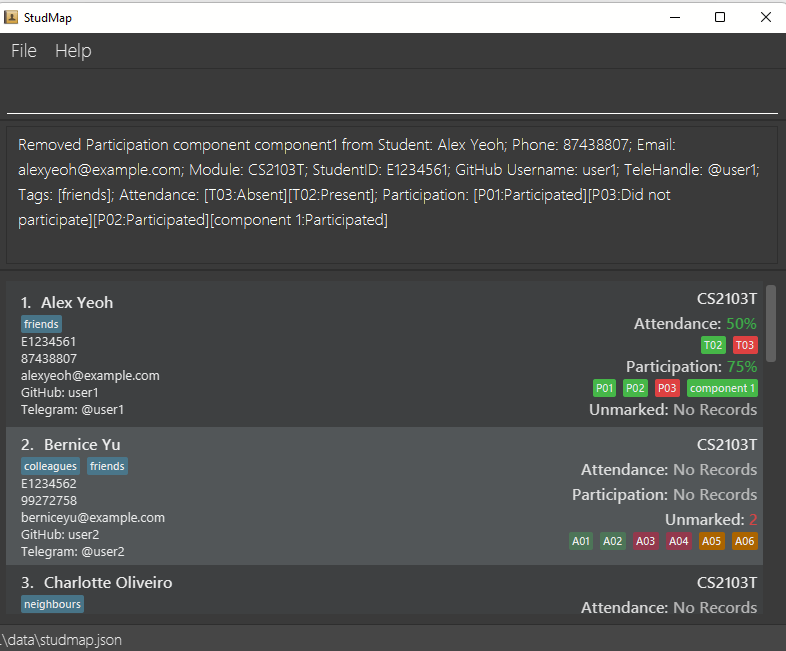 StudMap
File Help
Removed Participation component component1 from Student: Alex Yeoh; Phone: 87438807; Email:
alexyeoh@example.com; Module: CS2103T; StudentID: E1234561; GitHub Username: user1; TeleHandle: @user1;
Tags: [friends]; Attendance: [T03:Absent][T02:Present]; Participation: [P01:Participated][P03:Did not
participate][P02:Participated][component 1:Participated]
1. Alex Yeoh
friends
E1234561
87438807
alexyeoh@example.com
GitHub: user1
Telegram: @user1
CS2103T
Attendance: 50%
T02 T03
Participation: 75%
P01 P02 P03 component 1
Unmarked: No Records
2. Bernice Yu
colleagues friends
E1234562
99272758
berniceyu@example.com
GitHub: user2
Telegram: @user2
CS2103T
Attendance: No Records
Participation: No Records
Unmarked: 2
A01 A02 A03 A04 A05 A06
3. Charlotte Oliveiro
neighbours
CS2103T
Attendance: No Records
.\data\studmap.json